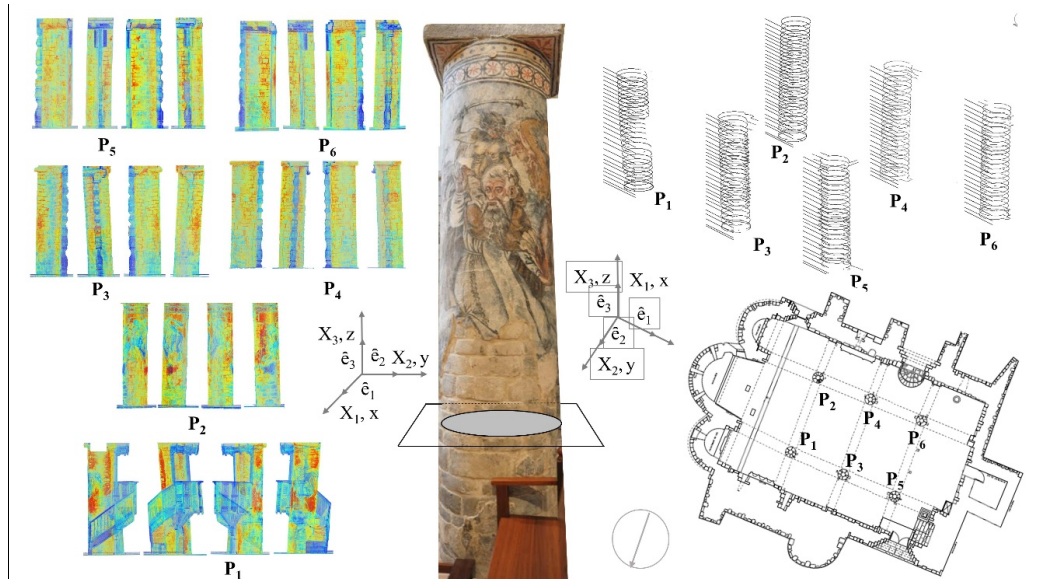 P5
P6
P3
P4
P2
P1
X3, z
ê3
ê2 X2, y
ê1
X1, x
X3, z
X1, x
ê3
ê1
ê2
X2, y
P1
P2
P3
P4
P5
P6
P2
P4
P6
P1
P3
P5